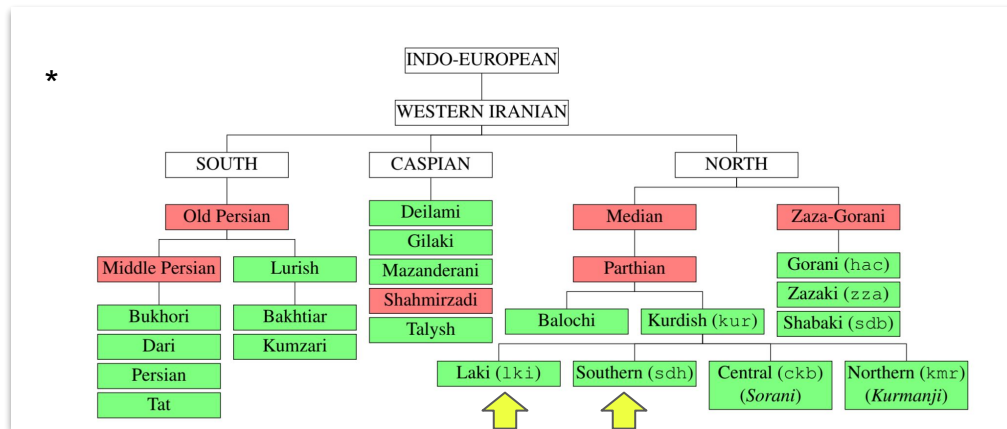 *
INDO-EUROPEAN
WESTERN IRANIAN
SOUTH
CASPIAN
NORTH
Old Persian
Middle Persian
Bukhori
Dari
Persian
Tat
Lurish
Bakhtiar
Kumzari
Deilami
Gilaki
Mazanderani
Shahmirzadi
Talysh
Median
Parthian
Balochi
Kurdish (kur)
Laki (lki)
Southern (sdh)
Central (ckb)
(Sorani)
Northern (kmr)
(Kurmanji)
Zaza-Gorani
Gorani (hac)
Zazaki (zza)
Shabaki (sdb)